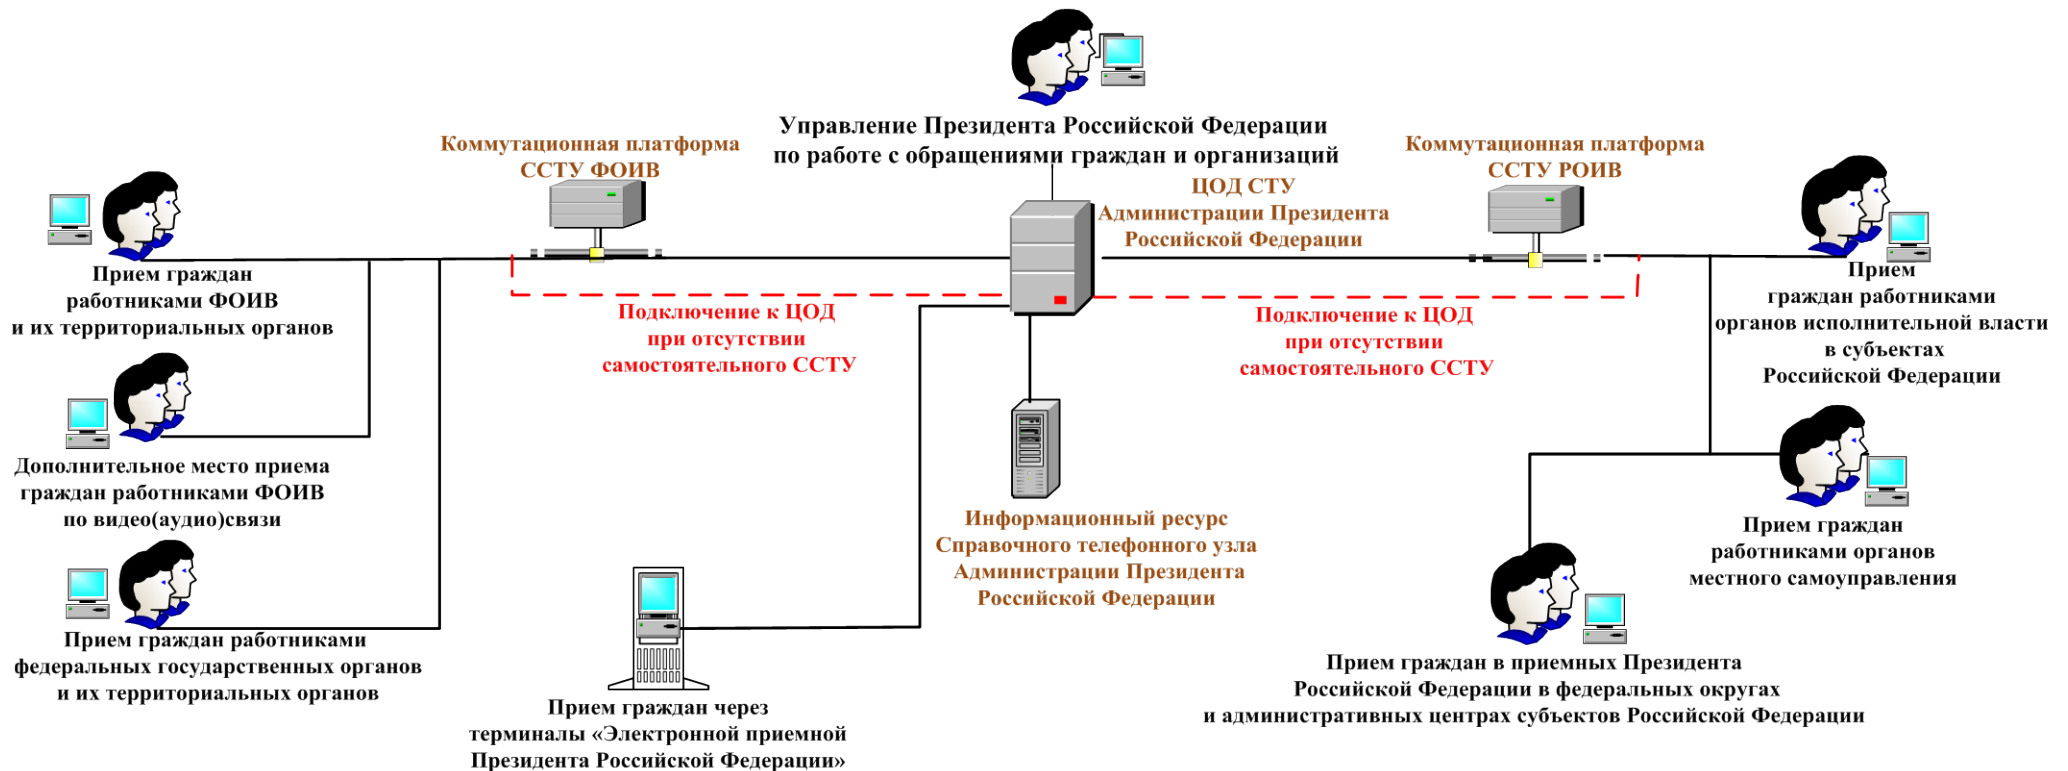 Управление Президента Российской Федерации
по работе с обращениями граждан и организаций
Коммутационная платформа
ССТУ ФОИВ
Коммутационная платформа
ССТУ РОИВ
ЦОД СТУ
Администрации Президента
Российской Федерации
Прием граждан
работниками ФОИВ
и их территориальных органов
Подключение к ЦОД
при отсутствии
самостоятельного ССТУ
Подключение к ЦОД
при отсутствии
самостоятельного ССТУ
Прием
граждан работниками
органов исполнительной власти
в субъектах
Российской Федерации
Дополнительное место приема
граждан работниками ФОИВ
по видео(аудио)связи
Информационный ресурс
Справочного телефонного узла
Администрации Президента
Российской Федерации
Прием граждан
работниками органов
местного самоуправления
Прием граждан работниками
федеральных государственных органов
и их территориальных органов
Прием граждан через
терминалы «Электронной приемной
Президента Российской Федерации»
Прием граждан в приемных Президента
Российской Федерации в федеральных округах
и административных центрах субъектов Российской Федерации